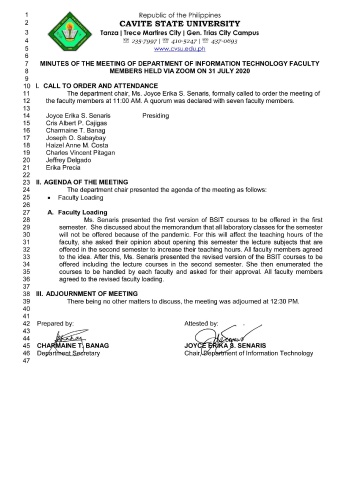 1 Republic of the Philippines
2 CAVITE STATE UNIVERSITY
3 Tanza | Trece Martires City | Gen. Trias City Campus
4 ☏ 235-7997 | ☏ 410-5247 | ☏ 437-0693
5 www.cvsu.edu.ph
6
7 MINUTES OF THE MEETING OF DEPARTMENT OF INFORMATION TECHNOLOGY FACULTY
8 MEMBERS HELD VIA ZOOM ON 31 JULY 2020
9
10 I. CALL TO ORDER AND ATTENDANCE
11 The department chair, Ms. Joyce Erika S. Senaris, formally called to order the meeting of
12 the faculty members at 11:00 AM. A quorum was declared with seven faculty members.
13
14 Joyce Erika S. Senaris Presiding
15 Cris Albert P. Cajigas
16 Charmaine T. Banag
17 Joseph O. Sabaybay
18 Haizel Anne M. Costa
19 Charles Vincent Pitagan
20 Jeffrey Delgado
21 Erika Precia
22
23 II. AGENDA OF THE MEETING
24 The department chair presented the agenda of the meeting as follows:
25 • Faculty Loading
26
27 A. Faculty Loading
28 Ms. Senaris presented the first version of BSIT courses to be offered in the first
29 semester. She discussed about the memorandum that all laboratory classes for the semester
30 will not be offered because of the pandemic. For this will affect the teaching hours of the
31 faculty, she asked their opinion about opening this semester the lecture subjects that are
32 offered in the second semester to increase their teaching hours. All faculty members agreed
33 to the idea. After this, Ms. Senaris presented the revised version of the BSIT courses to be
34 offered including the lecture courses in the second semester. She then enumerated the
35 courses to be handled by each faculty and asked for their approval. All faculty members
36 agreed to the revised faculty loading.
37
38 III. ADJOURNMENT OF MEETING
39 There being no other matters to discuss, the meeting was adjourned at 12:30 PM.
40
41
42 Prepared by: Attested by:
43
44
45 CHARMAINE T. BANAG JOYCE ERIKA S. SENARIS
46 Department Secretary Chair, Department of Information Technology
47